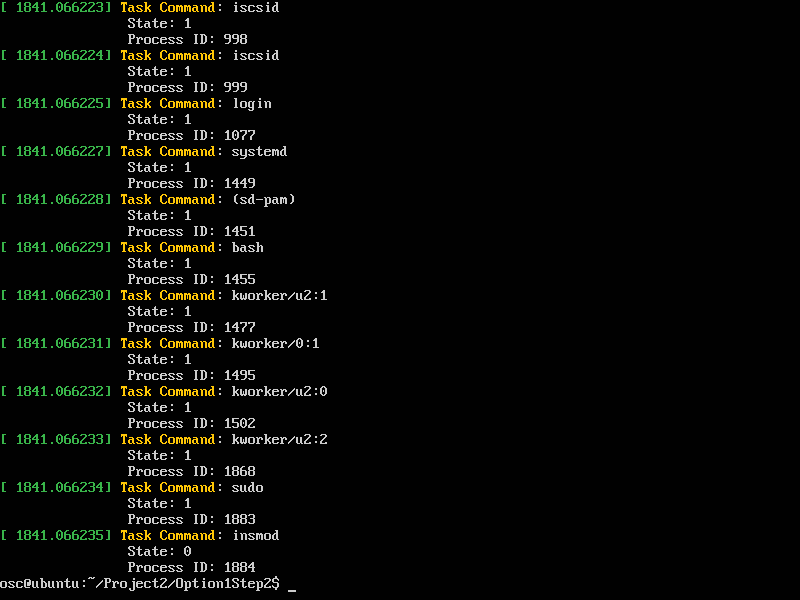 [ 1841.066223] Task Command: iscsid
State: 1
Process ID: 998
[ 1841.066224] Task Command: iscsid
State: 1
Process ID: 999
[ 1841.066225] Task Command: login
State: 1
Process ID: 1077
[ 1841.066227] Task Command: systemd
State: 1
Process ID: 1449
[ 1841.066228] Task Command: (sd-pam)
State: 1
Process ID: 1451
[ 1841.066229] Task Command: bash
State: 1
Process ID: 1455
[ 1841.066230] Task Command: kworker/u2:1
State: 1
Process ID: 1477
[ 1841.066231] Task Command: kworker/0:1
State: 1
Process ID: 1495
[ 1841.066232] Task Command: kworker/u2:0
State: 1
Process ID: 1502
[ 1841.066233] Task Command: kworker/u2:2
State: 1
Process ID: 1868
[ 1841.066234] Task Command: sudo
State: 1
Process ID: 1883
[ 1841.066235] Task Command: insmod
State: 0
Process ID: 1884
osc@ubuntu:~/Project2/Option1Step2$ _